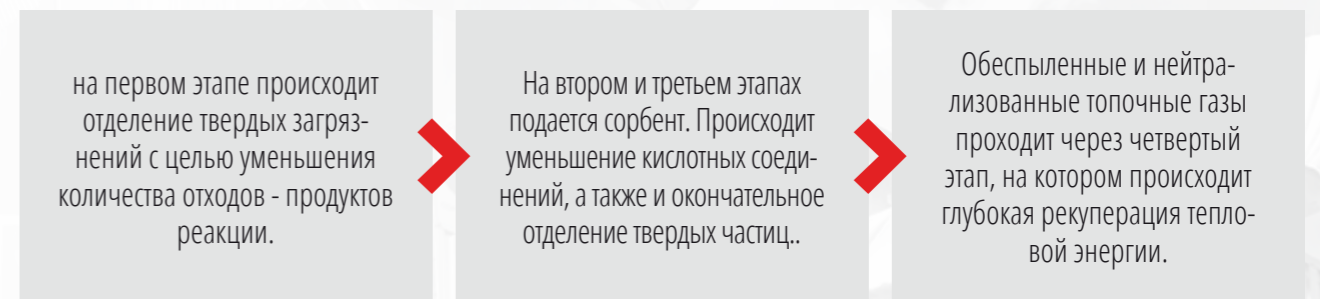 на первом этапе происходит
отделение твердых загряз-
нений с целью уменьшения
количества отходов - продуктов
реакции.
На втором и третьем этапах
подается сорбент. Происходит
уменьшение кислотных соеди-
нений, а также и окончательное
отделение твердых частиц..
Обеспыленные и нейтра-
лизованные топочные газы
проходит через четвертый
этап, на котором происходит
глубокая рекуперация тепло-
вой энергии.